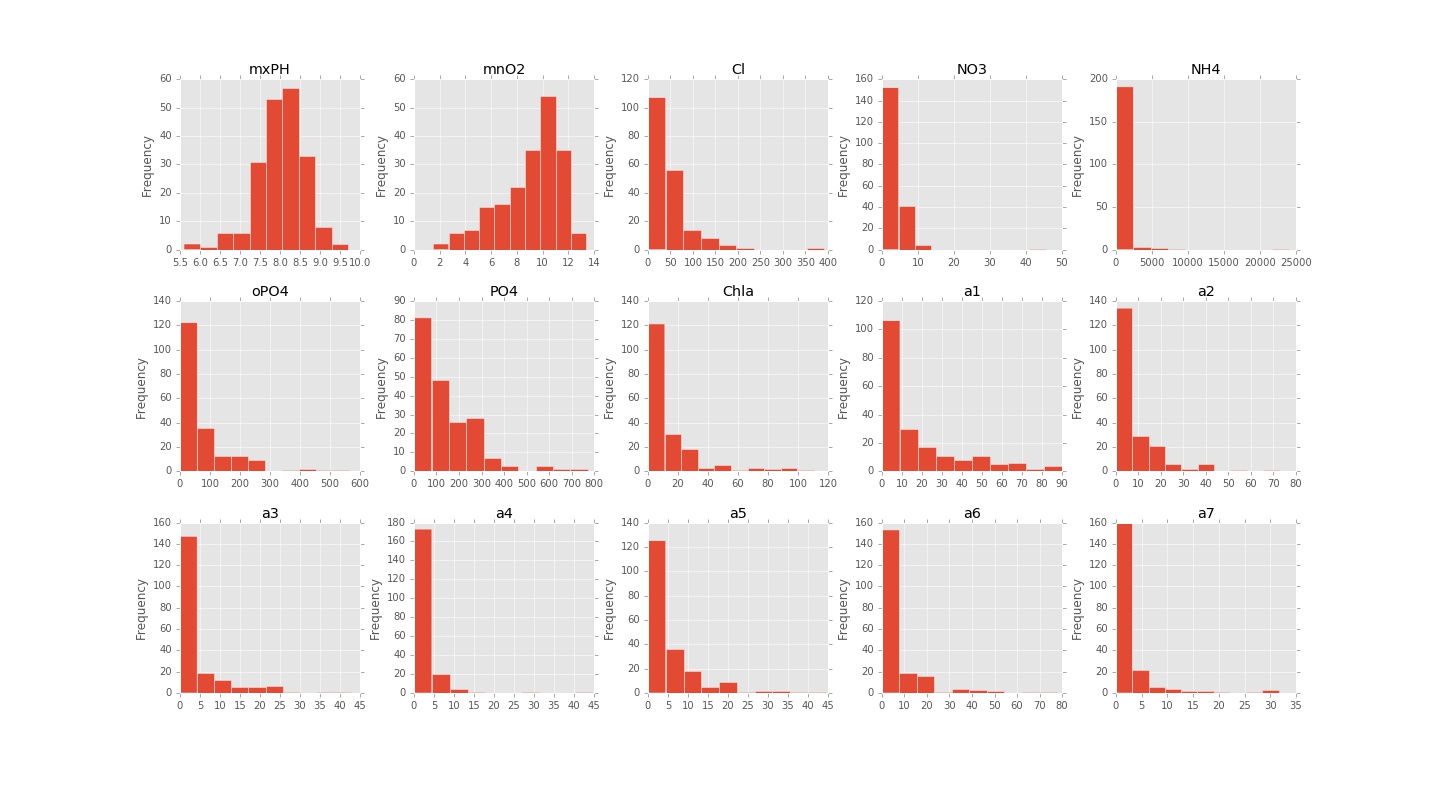 mxPH mnO2 Cl NO3 NH4
Frequency Frequency Frequency Frequency Frequency
60 60 120 160 200
50 50 100 140 150
40 40 80 120 100
30 30 60 100 50
20 20 40 80 0
10 10 20 60
0 0 0 40
20
0
5.5 6.0 6.5 7.0 7.5 8.0 8.5 9.0 9.5 10.0
0 2 4 6 8 10 12 14
0 50 100 150 200 250 300 350 400
0 10 20 30 40 50
0 5000 10000 15000 20000 25000
oPO4 PO4 Chla a1 a2
Frequency Frequency Frequency Frequency Frequency
140 90 140 120 140
120 80 120 100 120
100 70 100 80 100
80 60 80 60 80
60 50 60 40 60
40 40 40 20 40
20 30 20 0 20
0 20 0 0
10
0
0 100 200 300 400 500 600
0 100 200 300 400 500 600 700 800
0 20 40 60 80 100 120
0 10 20 30 40 50 60 70 80 90
0 10 20 30 40 50 60 70 80
a3 a4 a5 a6 a7
Frequency Frequency Frequency Frequency Frequency
160 180 140 160 160
140 160 120 140 140
120 140 100 120 120
100 120 80 100 100
80 100 60 80 80
60 80 40 60 60
40 60 20 40 40
20 40 0 20 20
0 20 0 0
0
0 5 10 15 20 25 30 35 40 45
0 5 10 15 20 25 30 35 40 45
0 5 10 15 20 25 30 35 40 45
0 10 20 30 40 50 60 70 80
0 5 10 15 20 25 30 35